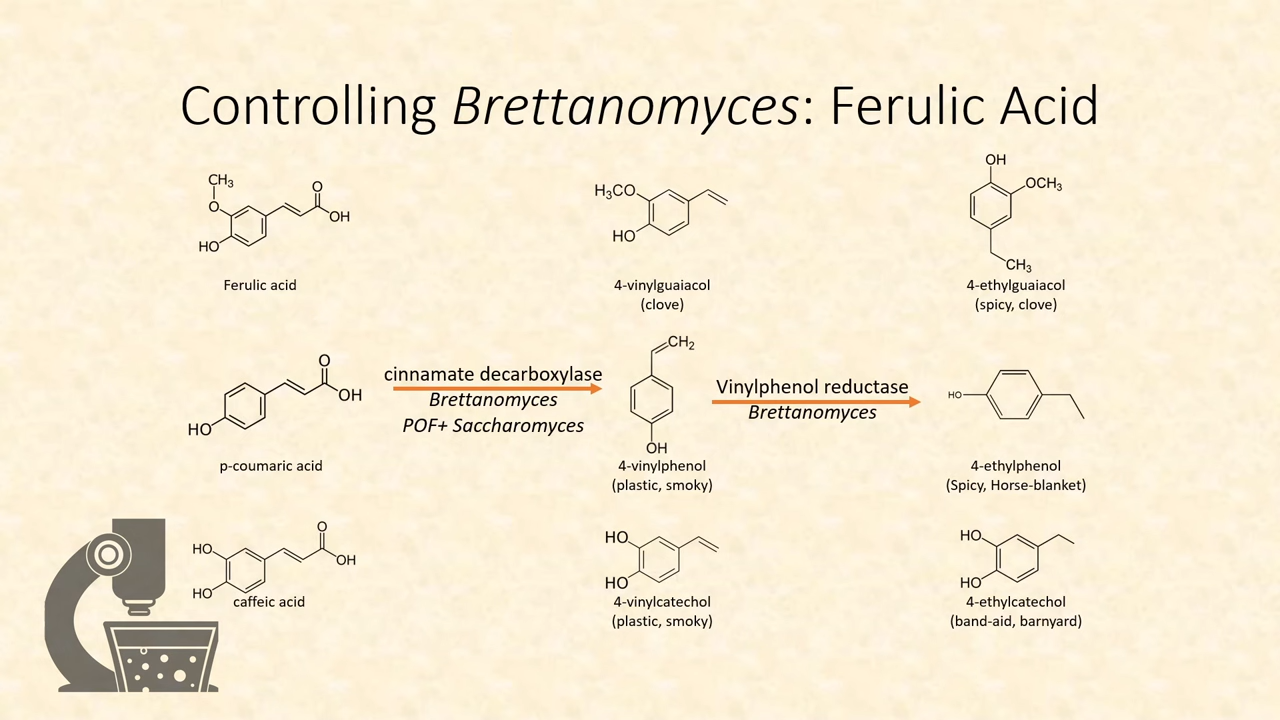 Controlling Brettanomyces: Ferulic Acid
CH3
O
O
OH
HO
Ferulic acid
H3CO
HO
4-vinylguaiacol
(clove)
OH
OCH3
CH3
4-ethylguaiacol
(spicy, clove)
O
OH
HO
p-coumaric acid
cinnamate decarboxylase
Brettanomyces
POF+ Saccharomyces
CH2
OH
4-vinylphenol
(plastic, smoky)
Vinylphenol reductase
Brettanomyces
HO
4-ethylphenol
(Spicy, Horse-blanket)
O
HO
OH
HO
caffeic acid
HO
HO
4-vinylcatechol
(plastic, smoky)
HO
HO
4-ethylcatechol
(band-aid, barnyard)